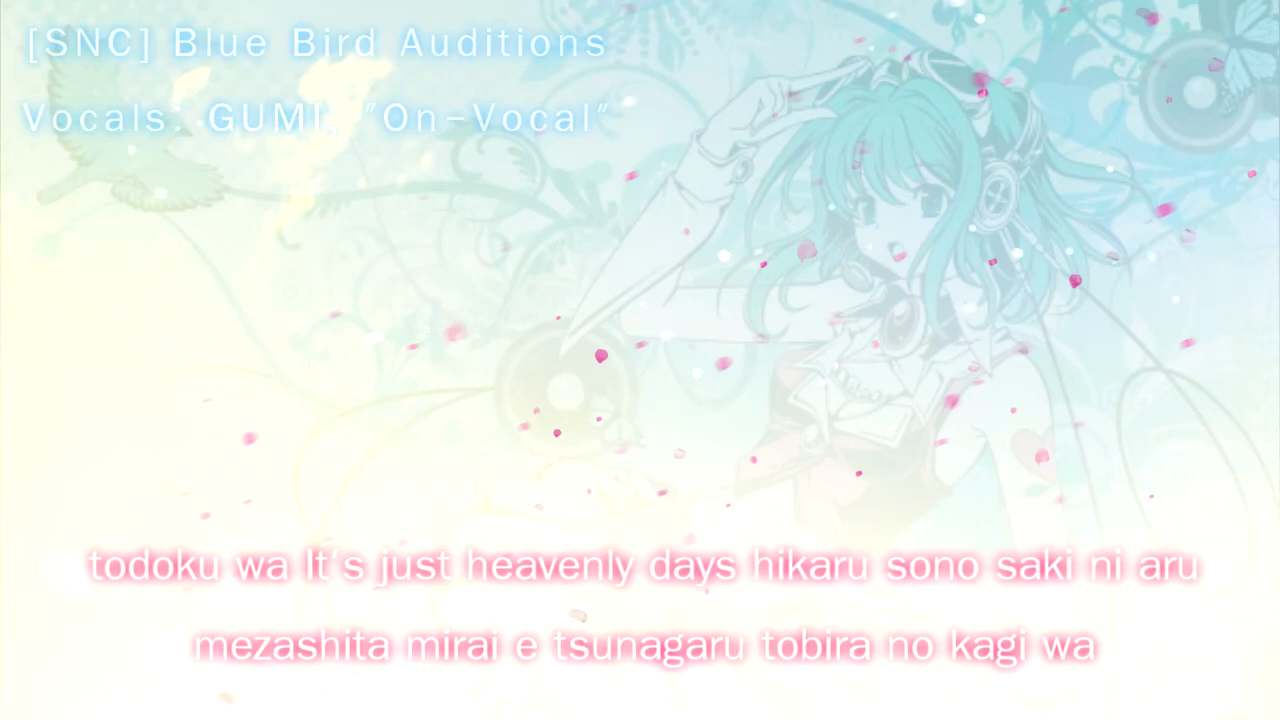 [SNC] Blue Bird Auditions
Vocals: GUMI, "On-Vocal"
todoku wa It's just heavenly days hikaru sono saki ni aru
mezashita mirai e tsunagaru tobira no kagi wa